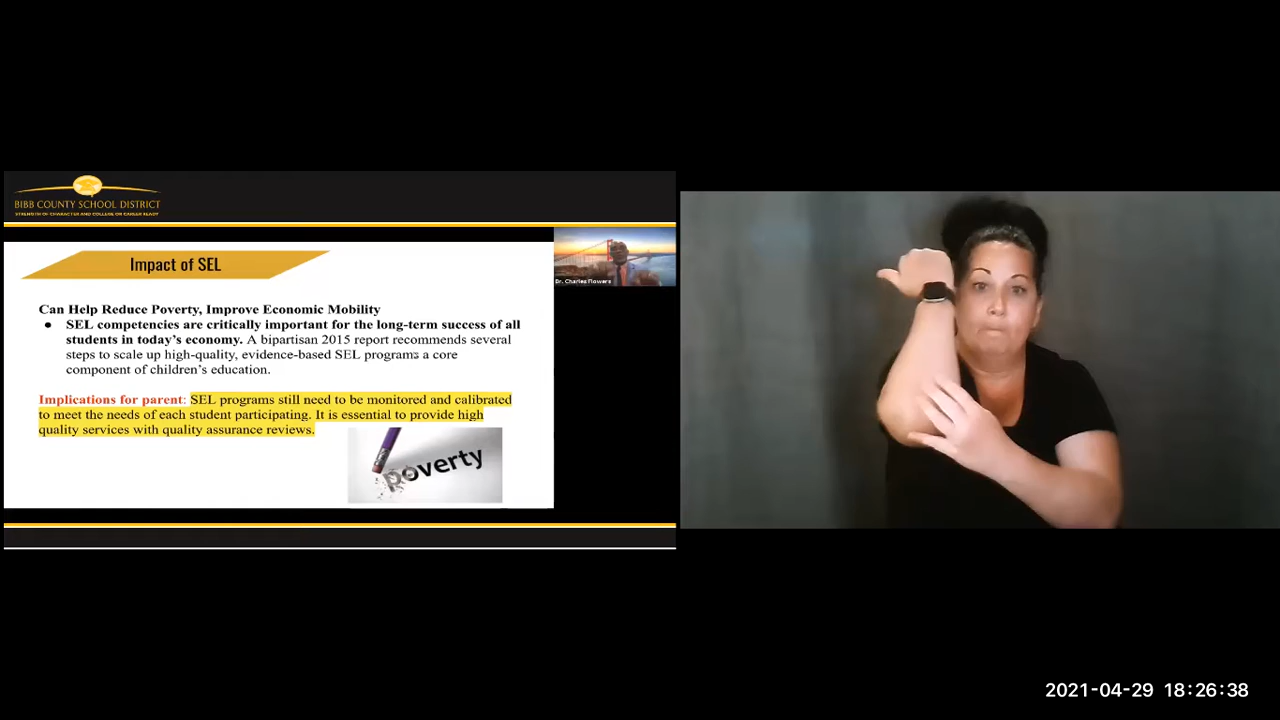 BIBB COUNTY SCHOOL DISTRICT
STRENGTH OF CHARACTER AND COLLEGE OR CAREER READY
Impact of SEL
Dr. Charles Flowers
Can Help Reduce Poverty, Improve Economic Mobility
● SEL competencies are critically important for the long-term success of all
students in today's economy. A bipartisan 2015 report recommends several
steps to scale up high-quality, evidence-based SEL programs a core
component of children's education.
Implications for parent: SEL programs still need to be monitored and calibrated
to meet the needs of each student participating. It is essential to provide high
quality services with quality assurance reviews.
poverty
2021-04-29 18:26:38